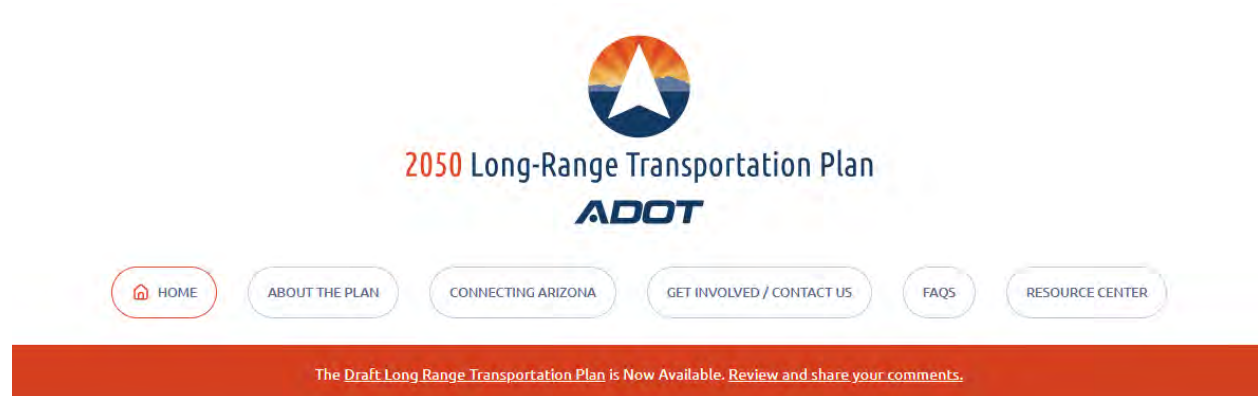 2050 Long-Range Transportation Plan
ADOT
HOME
ABOUT THE PLAN
CONNECTING ARIZONA
GET INVOLVED / CONTACT US
FAQS
RESOURCE CENTER
The Draft Long Range Transportation Plan is Now Available. Review and share your comments.